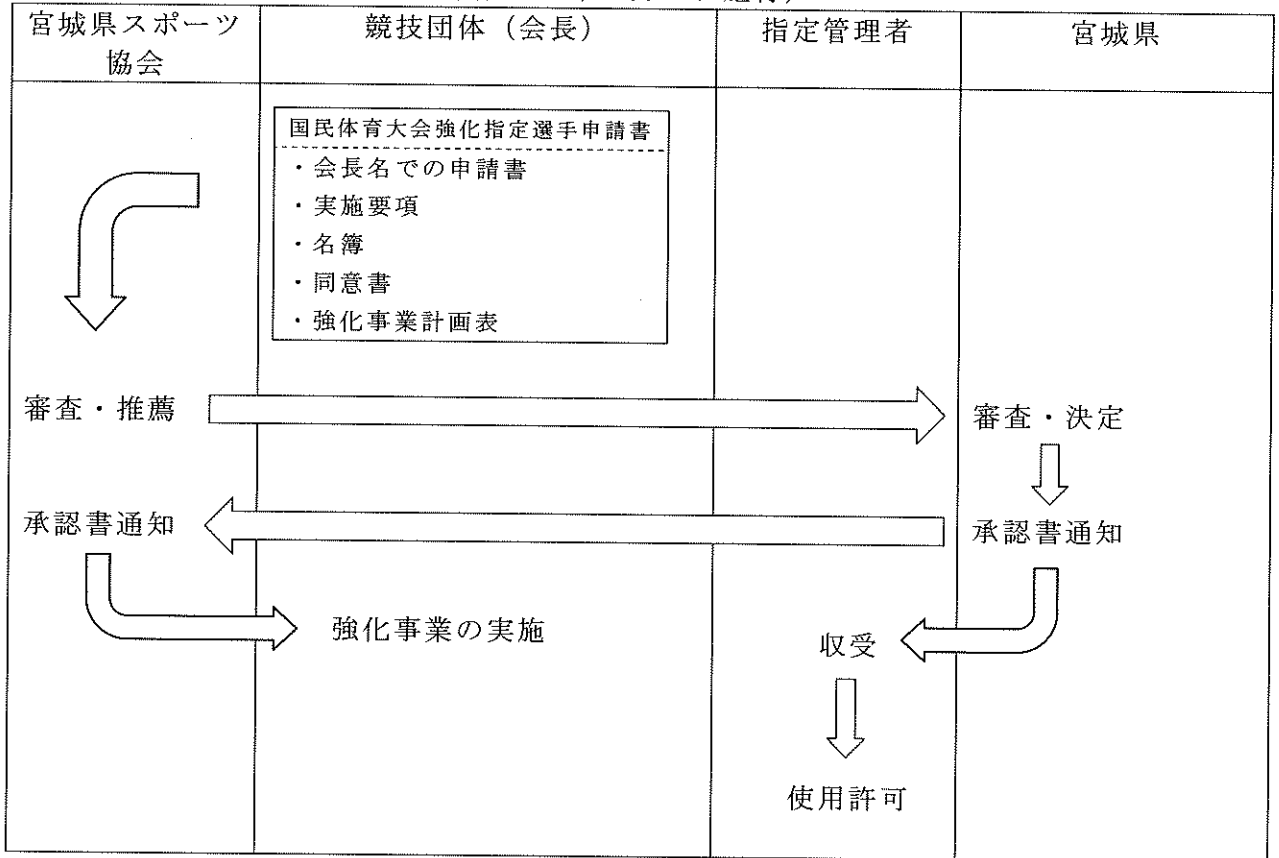 宮城県スポーツ
協会
競技団体（会長）
指定管理者
宮城県
国民体育大会強化指定選手申請書
・会長名での申請書
・実施要項
・名簿
・同意書
・強化事業計画表
審査・推薦
審査・決定
承認書通知
承認書通知
強化事業の実施
収受
使用許可